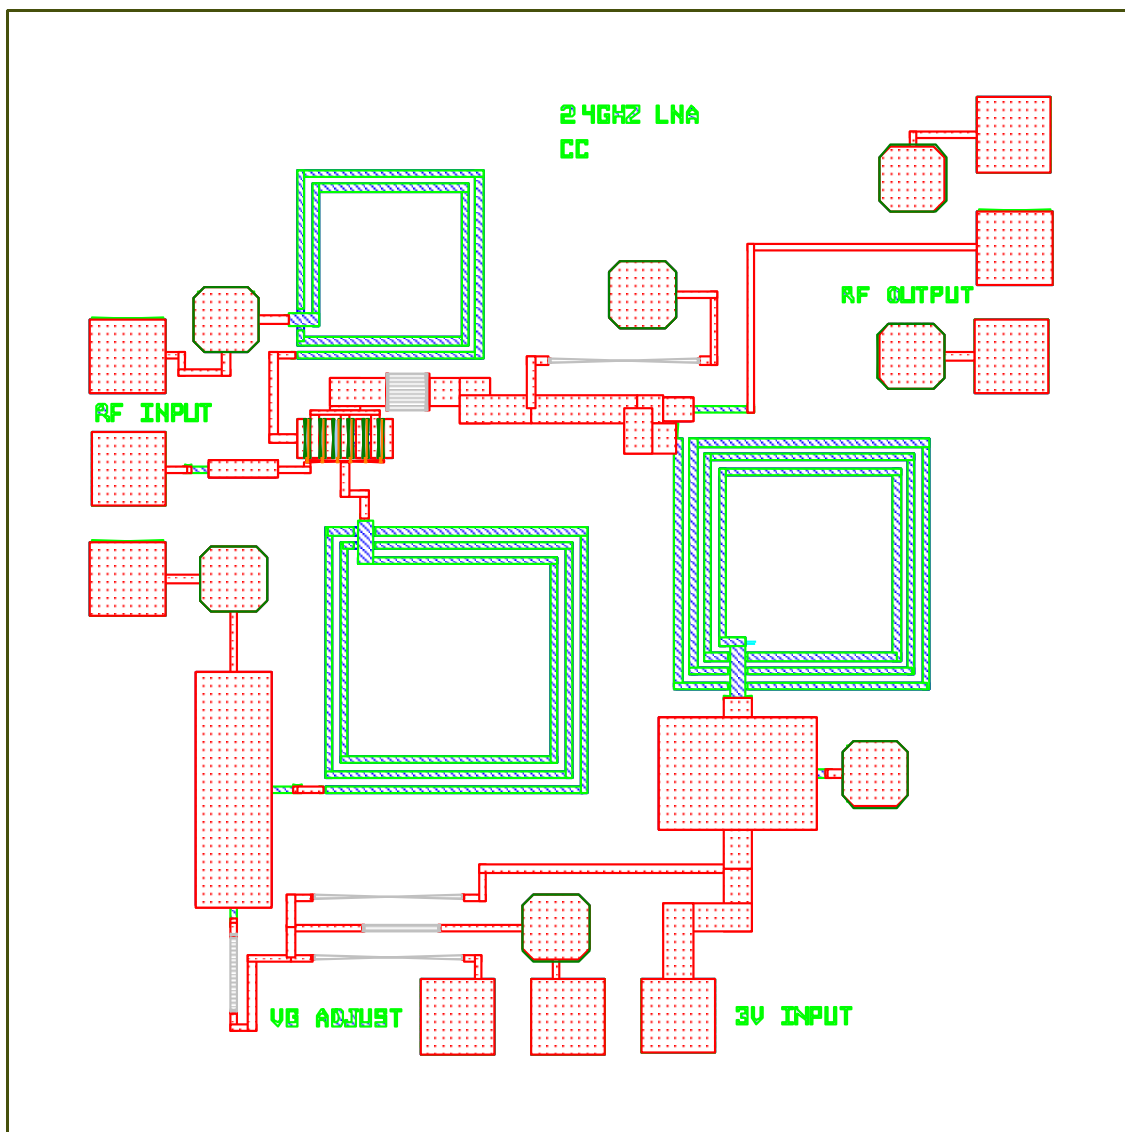 2 4GHZ LNA
CC
RF OUTPUT
RF INPUT
VG ADJUST
3V INPUT